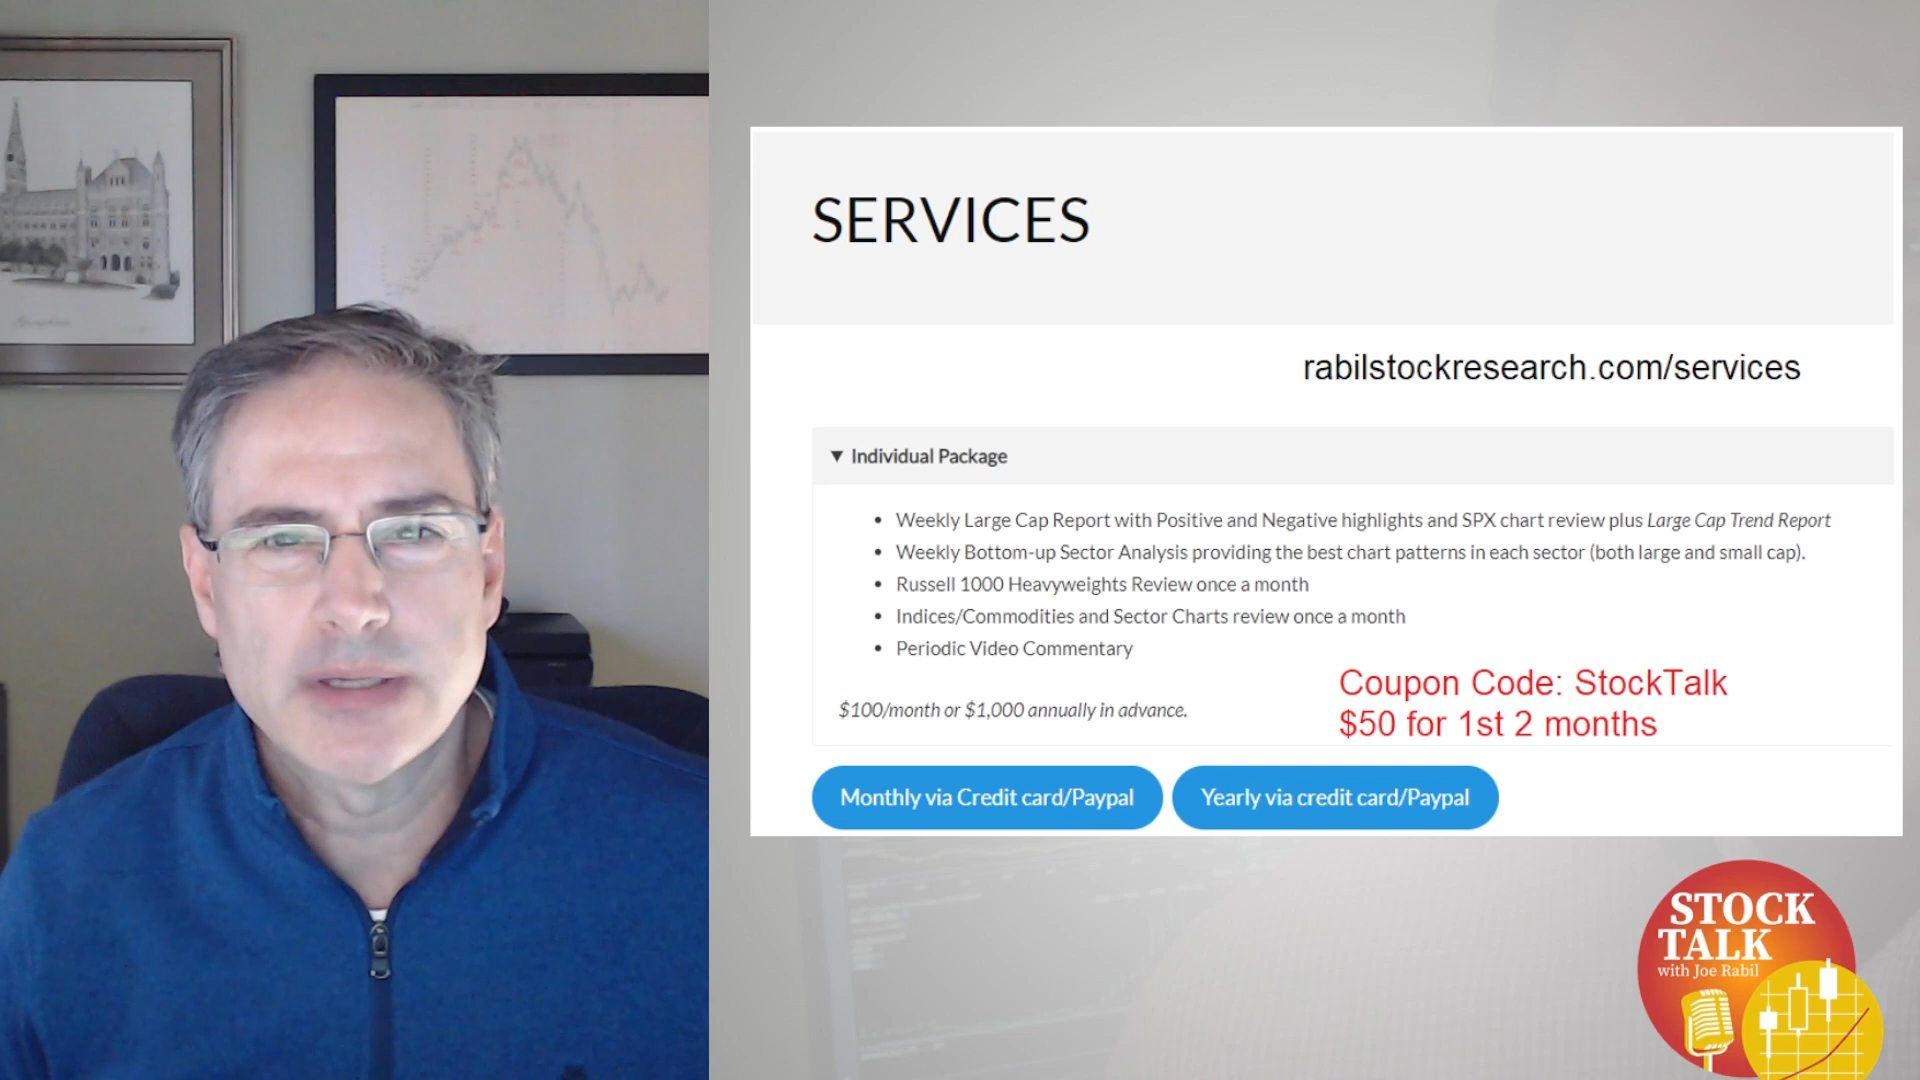 SERVICES
rabilstockresearch.com/services
▼ Individual Package
• Weekly Large Cap Report with Positive and Negative highlights and SPX chart review plus Large Cap Trend Report
• Weekly Bottom-up Sector Analysis providing the best chart patterns in each sector (both large and small cap).
• Russell 1000 Heavyweights Review once a month
• Indices/Commodities and Sector Charts review once a month
• Periodic Video Commentary
$100/month or $1,000 annually in advance.
Coupon Code: StockTalk
$50 for 1st 2 months
Monthly via Credit card/Paypal
Yearly via credit card/Paypal
STOCK
TALK
with Joe Rabil